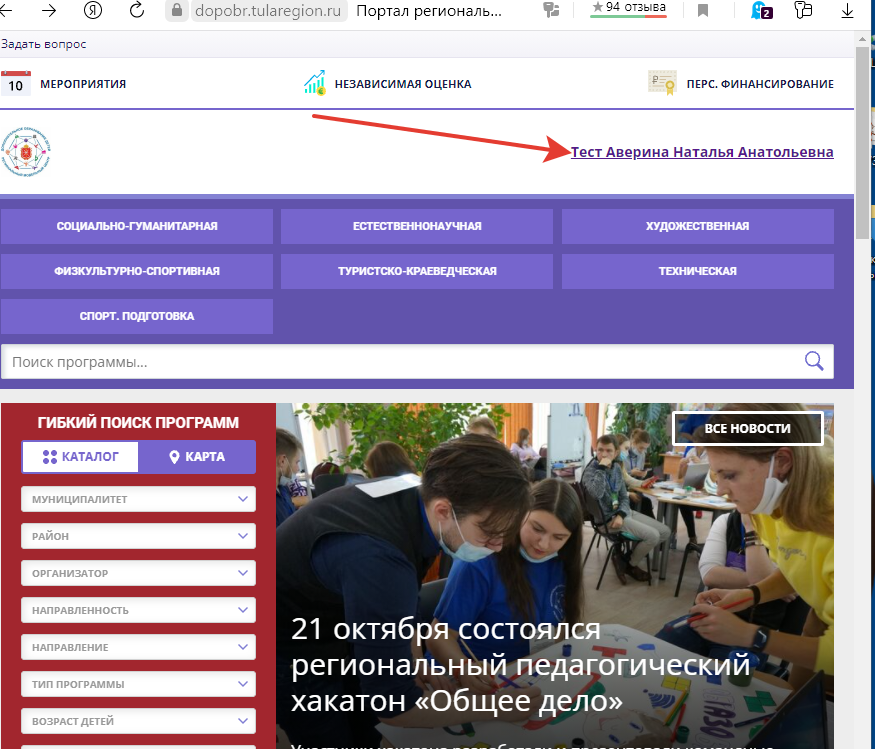 dopobr.tularegion.ru Портал региональ... ★94 отзыва 2
Задать вопрос
10 МЕРОПРИЯТИЯ НЕЗАВИСИМАЯ ОЦЕНКА ПЕРС. ФИНАНСИРОВАНИЕ
Тест Аверина Наталья Анатольевна
СОЦИАЛЬНО-ГУМАНИТАРНАЯ ЕСТЕСТВЕННОНАУЧНАЯ ХУДОЖЕСТВЕННАЯ
ФИЗКУЛЬТУРНО-СПОРТИВНАЯ ТУРИСТСКО-КРАЕВЕДЧЕСКАЯ ТЕХНИЧЕСКАЯ
СПОРТ. ПОДГОТОВКА
Поиск программы...
ГИБКИЙ ПОИСК ПРОГРАММ
КАТАЛОГ КАРТА
МУНИЦИПАЛИТЕТ
РАЙОН
ОРГАНИЗАТОР
НАПРАВЛЕННОСТЬ
НАПРАВЛЕНИЕ
ТИП ПРОГРАММЫ
ВОЗРАСТ ДЕТЕЙ
ВСЕ НОВОСТИ
21 октября состоялся
региональный педагогический
хакатон «Общее дело»